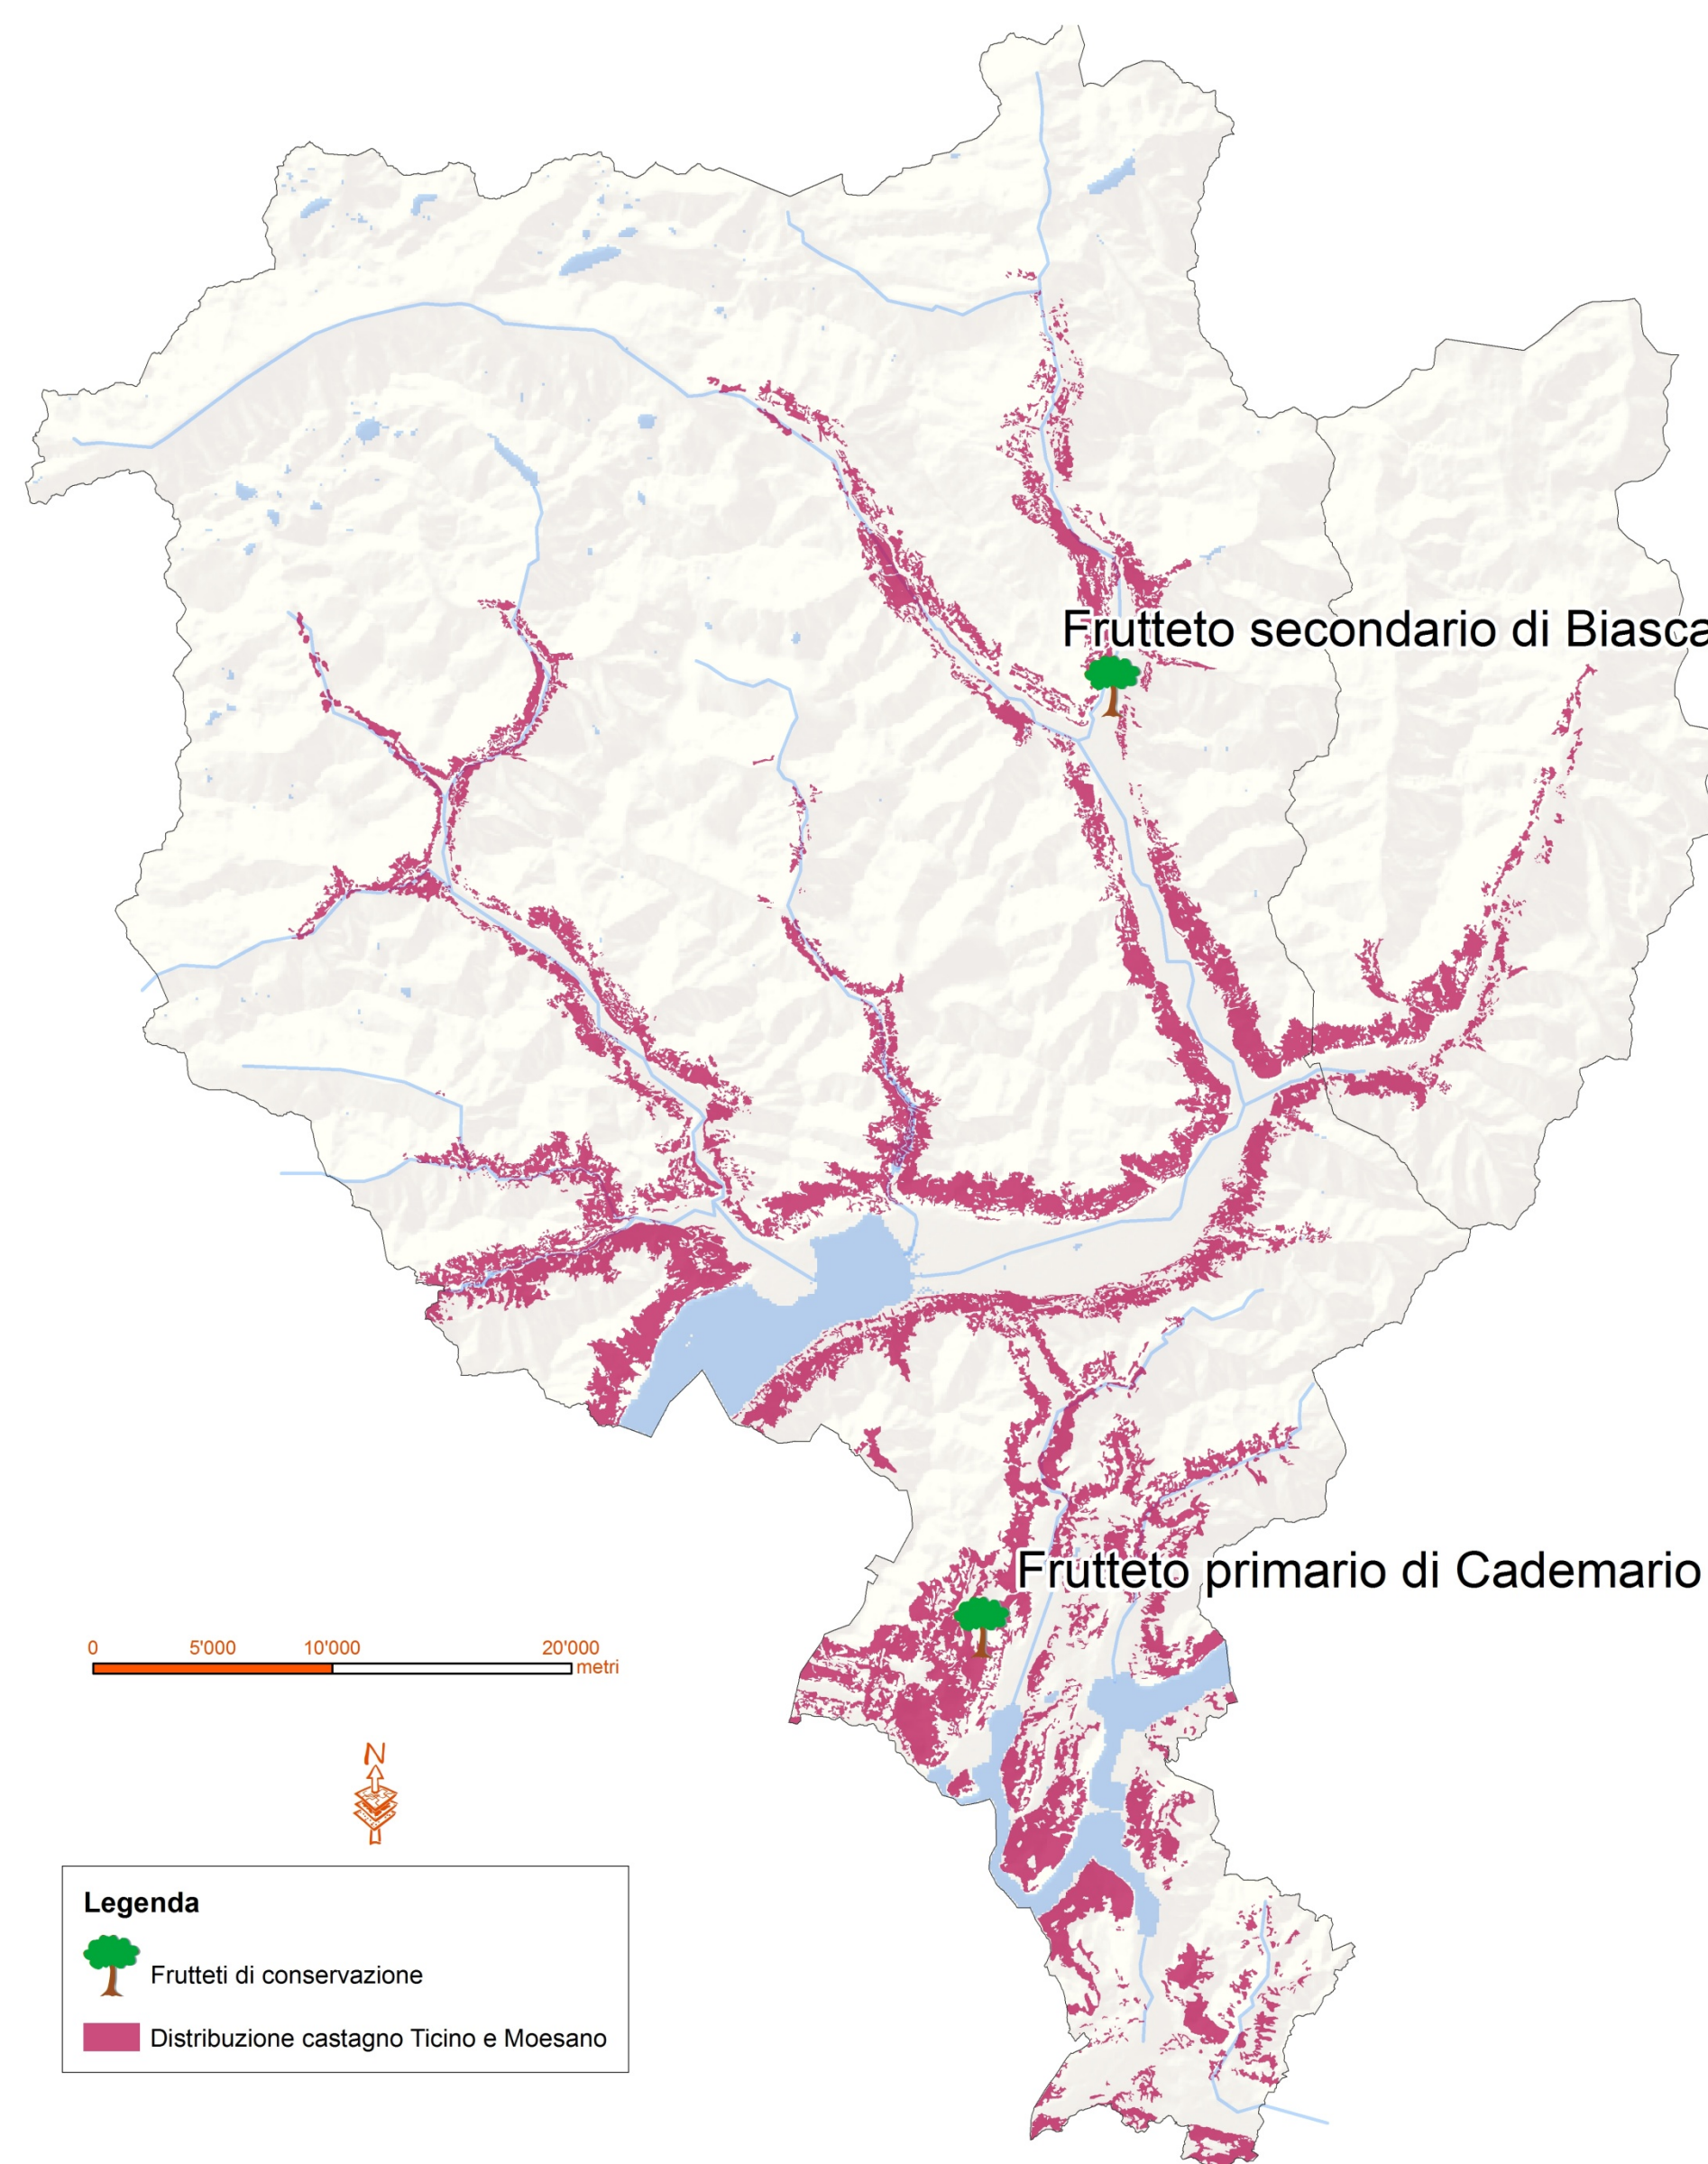 Frutteto secondario di Biasca
Frutteto primario di Cademario
0 5'000 10'000 20'000
metri
N
Legenda
Frutteti di conservazione
Distribuzione castagno Ticino e Moesano